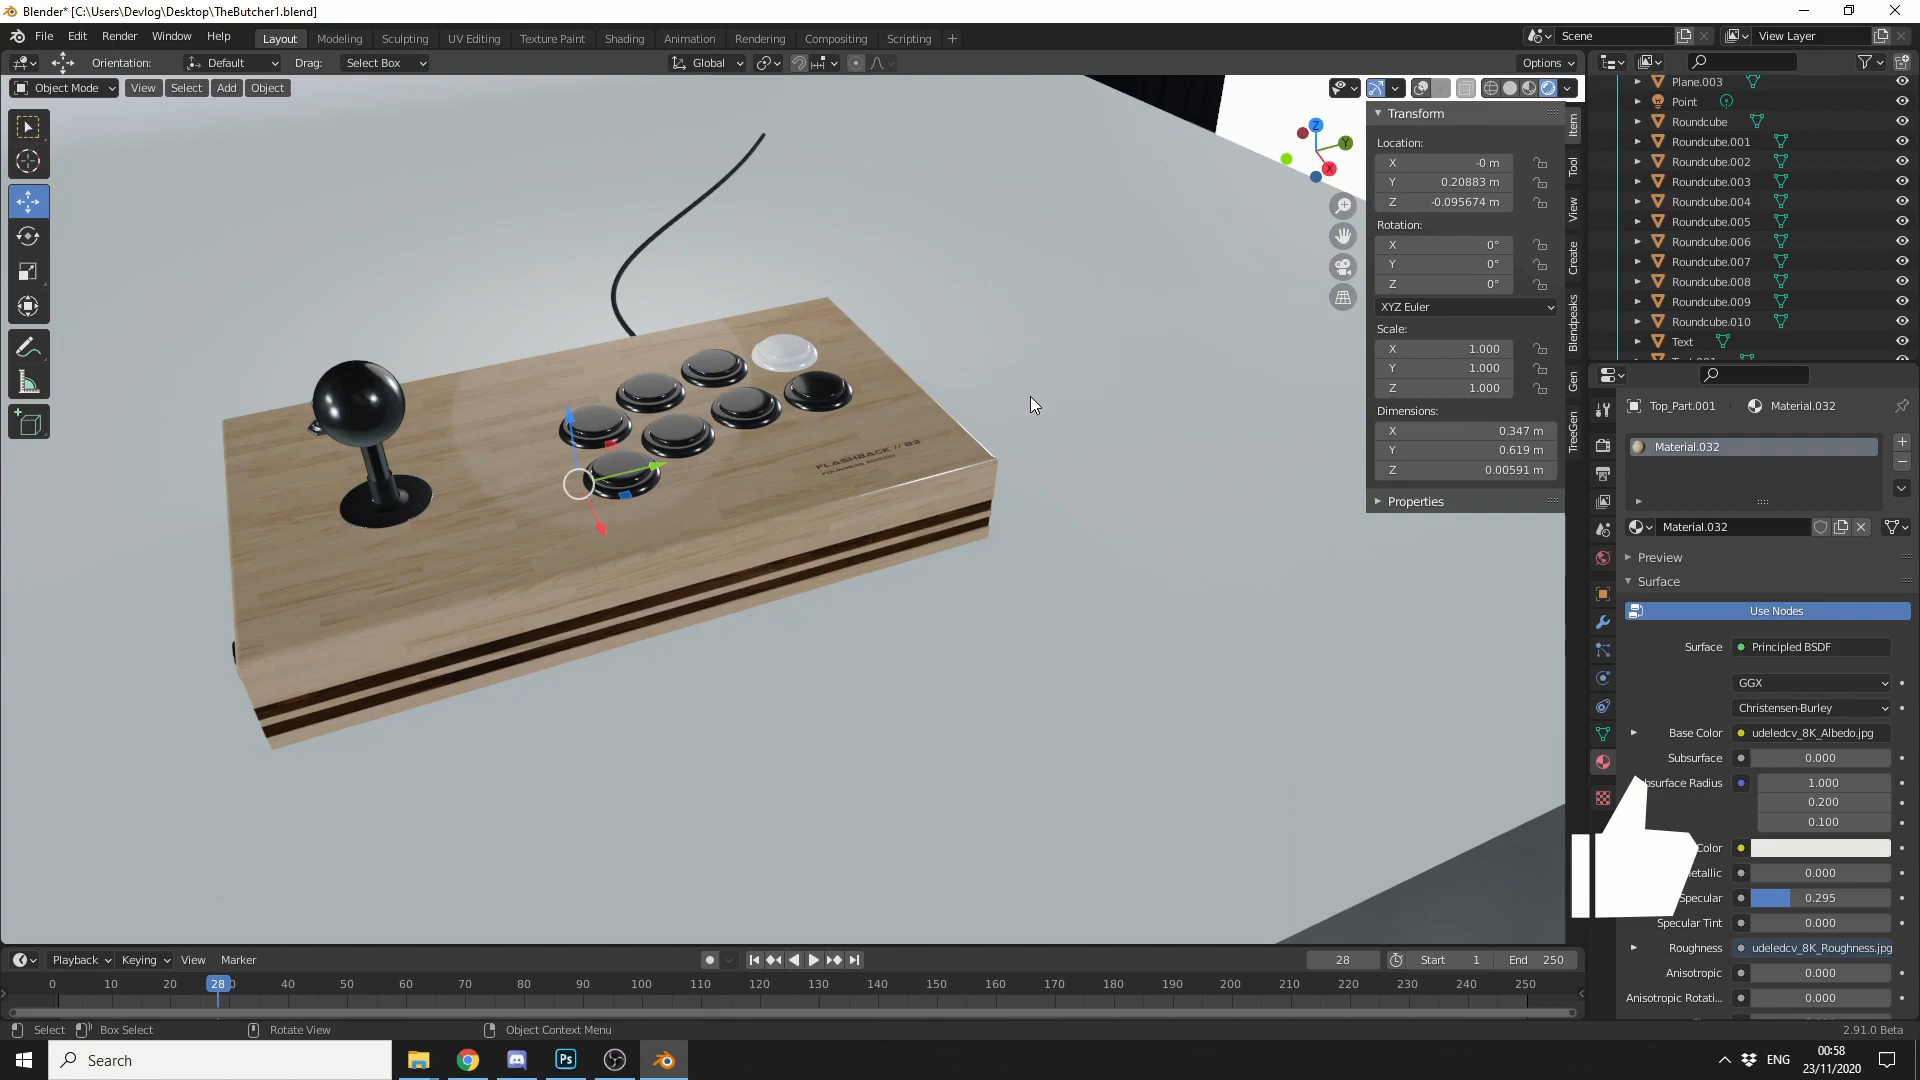 Blender* [C:\Users\Devlog\Desktop\TheButcher1.blend]
File Edit Render Window Help Layout Modeling Sculpting UV Editing Texture Paint Shading Animation Rendering Compositing Scripting + Scene View Layer
Orientation: Default Drag: Select Box Global Options
Object Mode View Select Add Object
Plane.003
Point
Roundcube
Roundcube.001
Roundcube.002
Roundcube.003
Roundcube.004
Roundcube.005
Roundcube.006
Roundcube.007
Roundcube.008
Roundcube.009
Roundcube.010
Text
Transform
Location:
X -0 m
Y 0.20883 m
Z -0.095674 m
Rotation:
X 0°
Y 0°
Z 0°
XYZ Euler
Scale:
X 1.000
Y 1.000
Z 1.000
Dimensions:
X 0.347 m
Y 0.619 m
Z 0.00591 m
Properties
Item
Tool
View
Create
Blendpeaks
Gen
TreeGen
Z
Y
X
FLASHBACK // 83
Top_Part.001 Material.032
Material.032
Material.032
Preview
Surface
Use Nodes
Surface Principled BSDF
GGX
Christensen-Burley
Base Color udeledcv_8K_Albedo.jpg
Subsurface 0.000
bsurface Radius 1.000
0.200
0.100
Color
etallic 0.000
Specular 0.295
Specular Tint 0.000
Roughness udeledcv_8K_Roughness.jpg
Anisotropic 0.000
Anisotropic Rotati... 0.000
Playback Keying View Marker 28 Start 1 End 250
0 10 20 28 40 50 60 70 80 90 100 110 120 130 140 150 160 170 180 190 200 210 220 230 240 250
Select Box Select Rotate View Object Context Menu 2.91.0 Beta
Search Ps ENG 00:58
23/11/2020